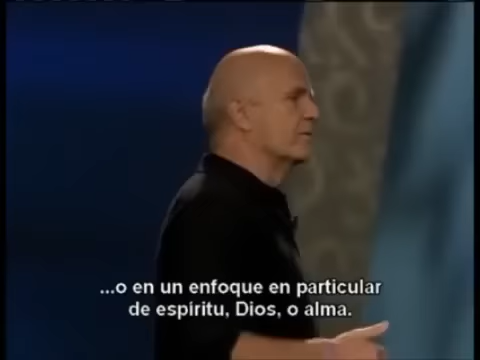 ...o en un enfoque en particular
de espíritu, Dios, o alma.